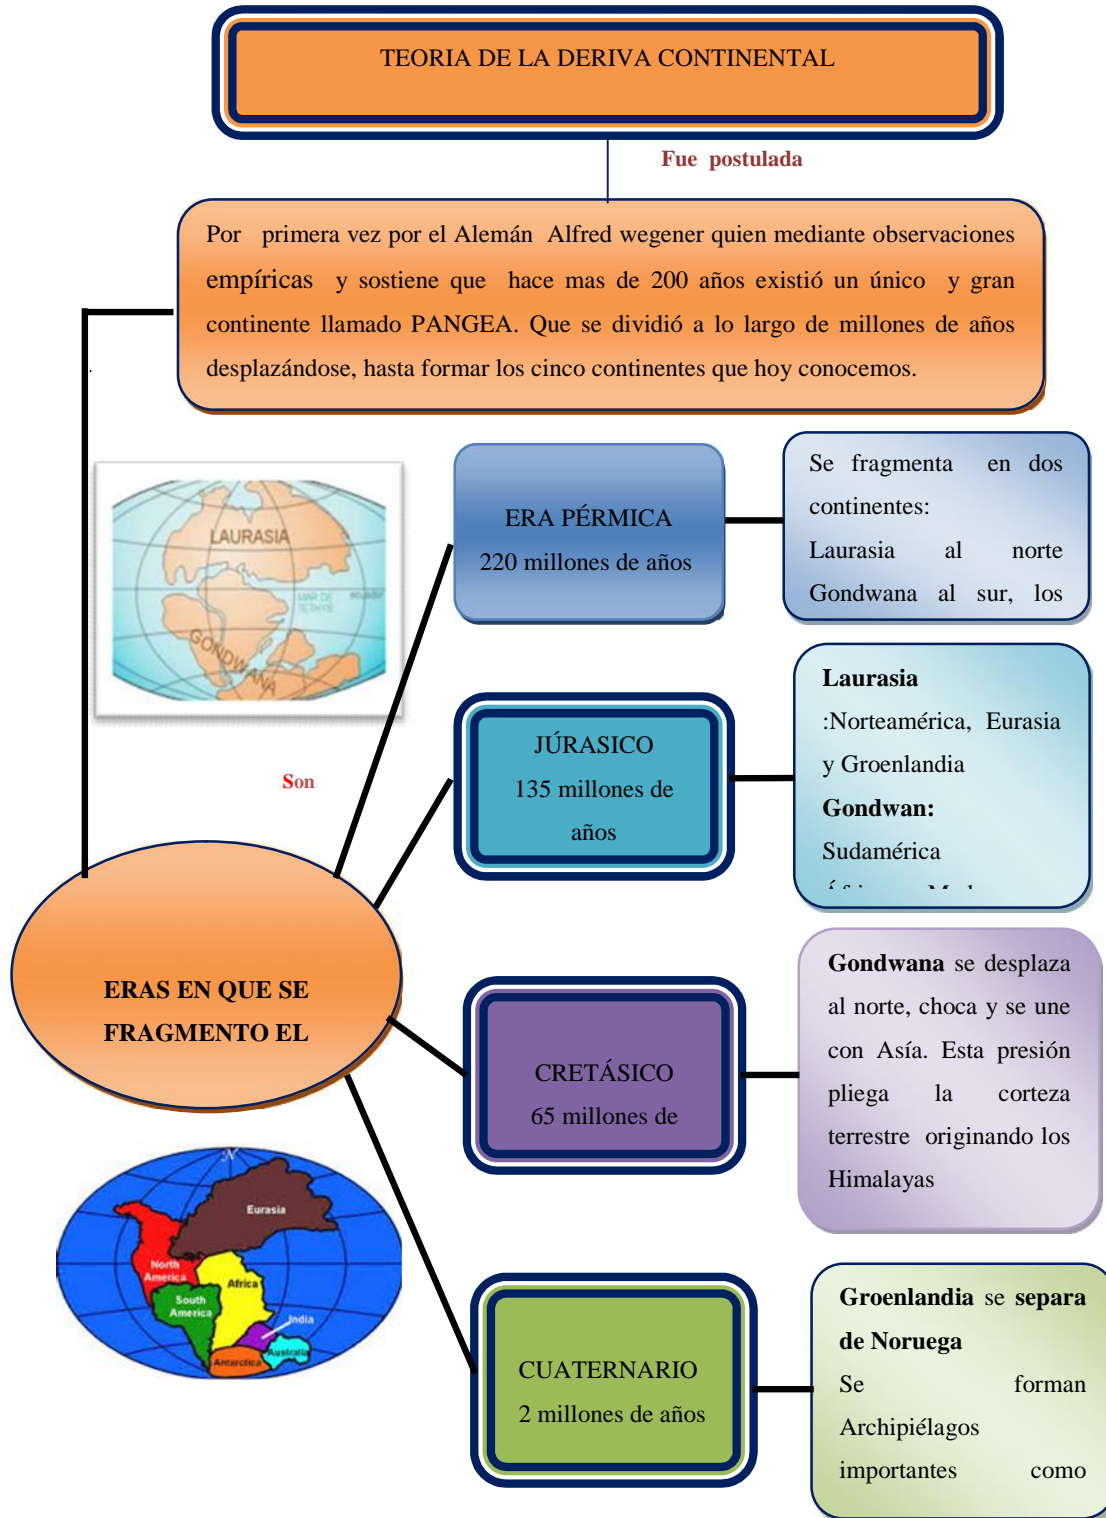 TEORIA DE LA DERIVA CONTINENTAL
Fue postulada
Por primera vez por el Alemán Alfred wegener quien mediante observaciones
empíricas y sostiene que hace mas de 200 años existió un único y gran
continente llamado PANGEA. Que se dividió a lo largo de millones de años
desplazándose, hasta formar los cinco continentes que hoy conocemos.
.
LAURASIA
ecuador
MAR DE
TETHYS
GONDWANA
ERA PÉRMICA
220 millones de años
Se fragmenta en dos
continentes:
Laurasia al norte
Gondwana al sur, los
Son
JÚRASICO
135 millones de
años
Laurasia
:Norteamérica, Eurasia
y Groenlandia
Gondwan:
Sudamérica
ERAS EN QUE SE
FRAGMENTO EL
CRETÁSICO
65 millones de
Gondwana se desplaza
al norte, choca y se une
con Asía. Esta presión
pliega la corteza
terrestre originando los
Himalayas
N
Eurasia
North
America
Africa
South
America
India
Australia
Antarctica
CUATERNARIO
2 millones de años
Groenlandia se separa
de Noruega
Se forman
Archipiélagos
importantes como